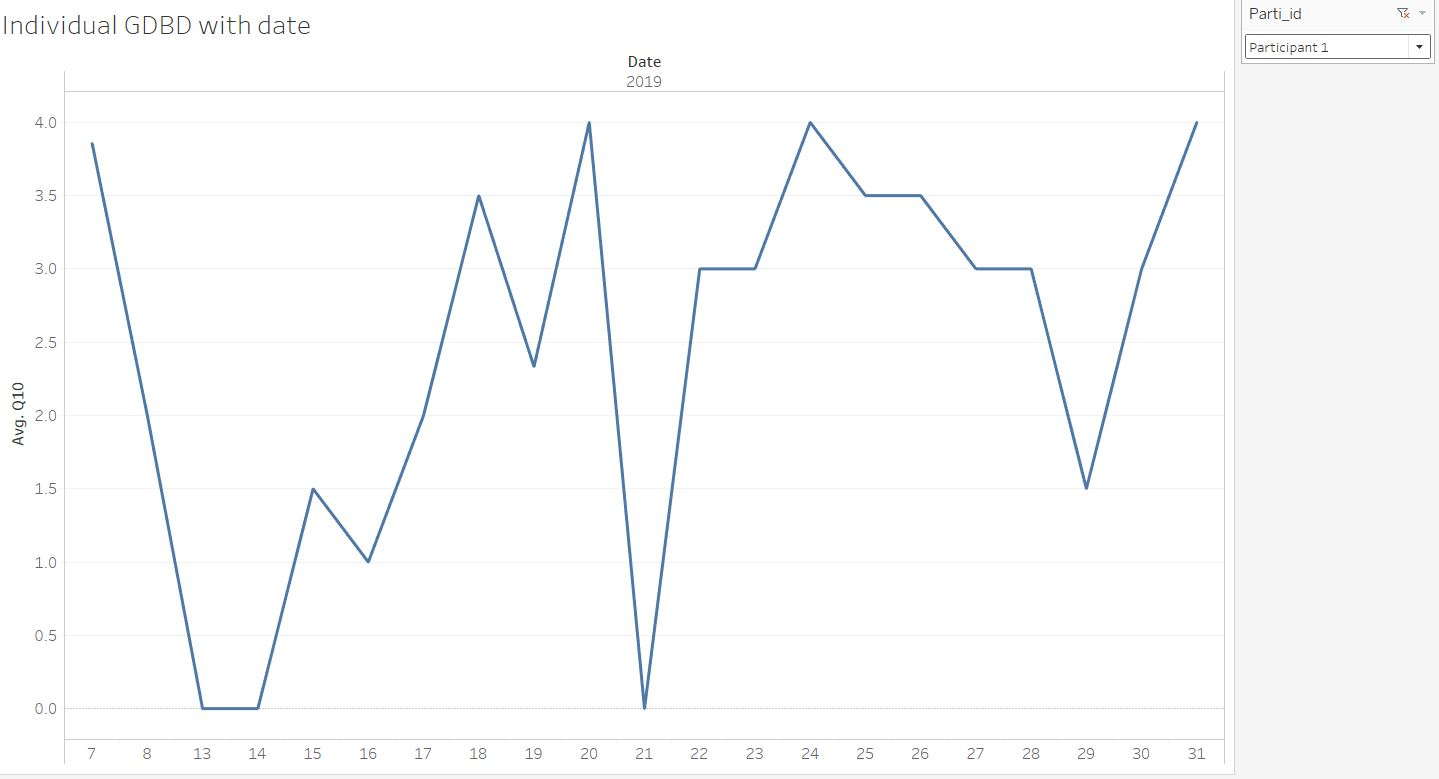 Individual GDBD with date
Parti_id
Participant 1
Date
2019
Avg. Q10
4.0
3.5
3.0
2.5
2.0
1.5
1.0
0.5
0.0
7 8 13 14 15 16 17 18 19 20 21 22 23 24 25 26 27 28 29 30 31